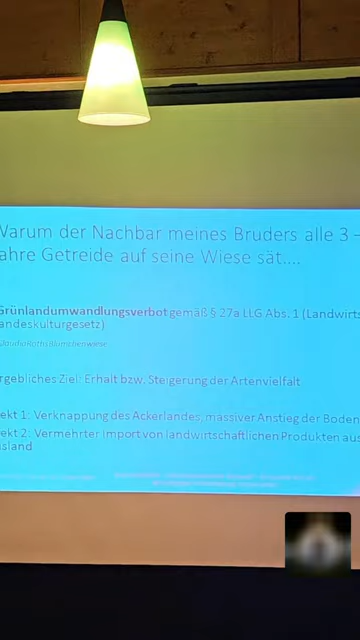 Warum der Nachbar meines Bruders alle 3 –
ahre Getreide auf seine Wiese sät....
Grünlandumwandlungsverbot gemäß § 27a LLG Abs. 1 (Landwirts
andeskulturgesetz)
rgebliches Ziel: Erhalt bzw. Steigerung der Artenvielfalt
ekt 1: Verknappung des Ackerlandes, massiver Anstieg der Boden
ekt 2: Vermehrter Import von landwirtschaftlichen Produkten aus
sland